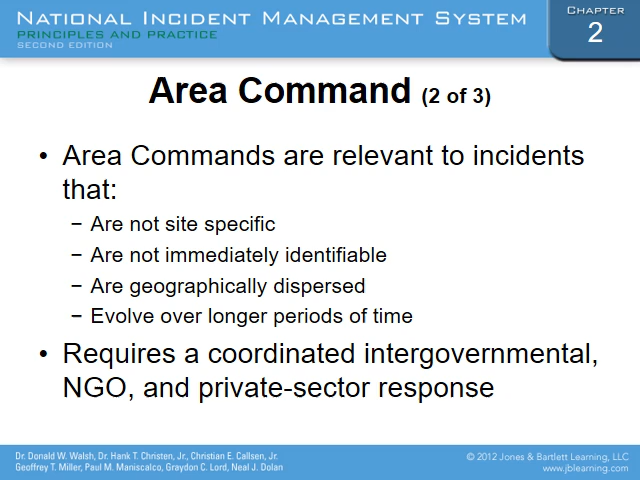 NATIONAL INCIDENT MANAGEMENT SYSTEM
PRINCIPLES AND PRACTICE
SECOND EDITION
CHAPTER
2
Area Command (2 of 3)
• Area Commands are relevant to incidents
that:
− Are not site specific
− Are not immediately identifiable
− Are geographically dispersed
− Evolve over longer periods of time
• Requires a coordinated intergovernmental,
NGO, and private-sector response
Dr. Donald W. Walsh, Dr. Hank T. Christen, Jr., Christian E. Callsen, Jr.
Geoffrey T. Miller, Paul M. Maniscalco, Graydon C. Lord, Neal J. Dolan
© 2012 Jones & Bartlett Learning, LLC
www.jblearning.com